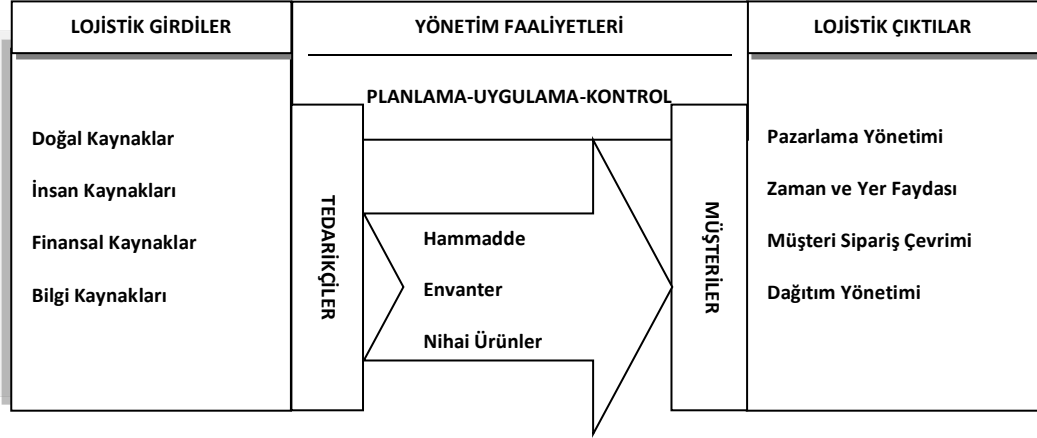 LOJİSTİK GİRDİLER
YÖNETİM FAALİYETLERİ
LOJİSTİK ÇIKTILAR
PLANLAMA-UYGULAMA-KONTROL
Doğal Kaynaklar
İnsan Kaynakları
Finansal Kaynaklar
Bilgi Kaynakları
TEDARİKÇİLER
Hammadde
Envanter
Nihai Ürünler
MÜŞTERİLER
Pazarlama Yönetimi
Zaman ve Yer Faydası
Müşteri Sipariş Çevrimi
Dağıtım Yönetimi